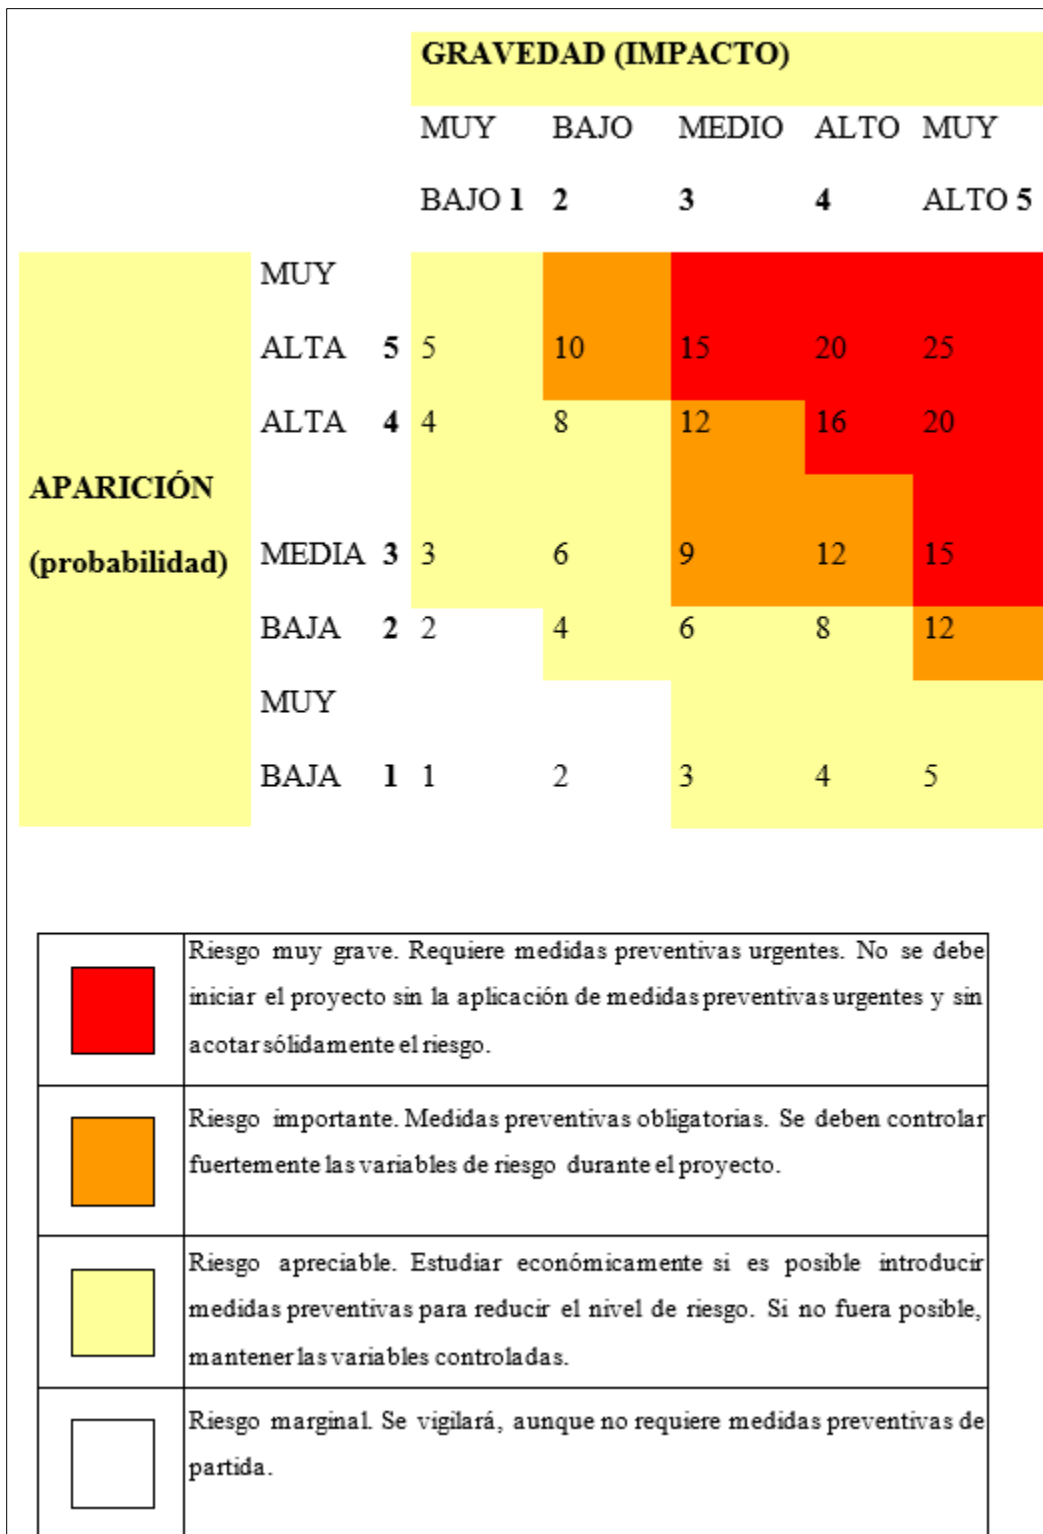 GRAVEDAD (IMPACTO)
MUY BAJO MEDIO ALTO MUY
BAJO 1 2 3 4 ALTO 5
MUY
ALTA 5 5 10 15 20 25
ALTA 4 4 8 12 16 20
APARICIÓN
(probabilidad)
MEDIA 3 3 6 9 12 15
BAJA 2 2 4 6 8 12
MUY
BAJA 1 1 2 3 4 5
Riesgo muy grave. Requiere medidas preventivas urgentes. No se debe
iniciar el proyecto sin la aplicación de medidas preventivas urgentes y sin
acotar sólidamente el riesgo.
Riesgo importante. Medidas preventivas obligatorias. Se deben controlar
fuertemente las variables de riesgo durante el proyecto.
Riesgo apreciable. Estudiar económicamente si es posible introducir
medidas preventivas para reducir el nivel de riesgo. Si no fuera posible,
mantener las variables controladas.
Riesgo marginal. Se vigilará, aunque no requiere medidas preventivas de
partida.